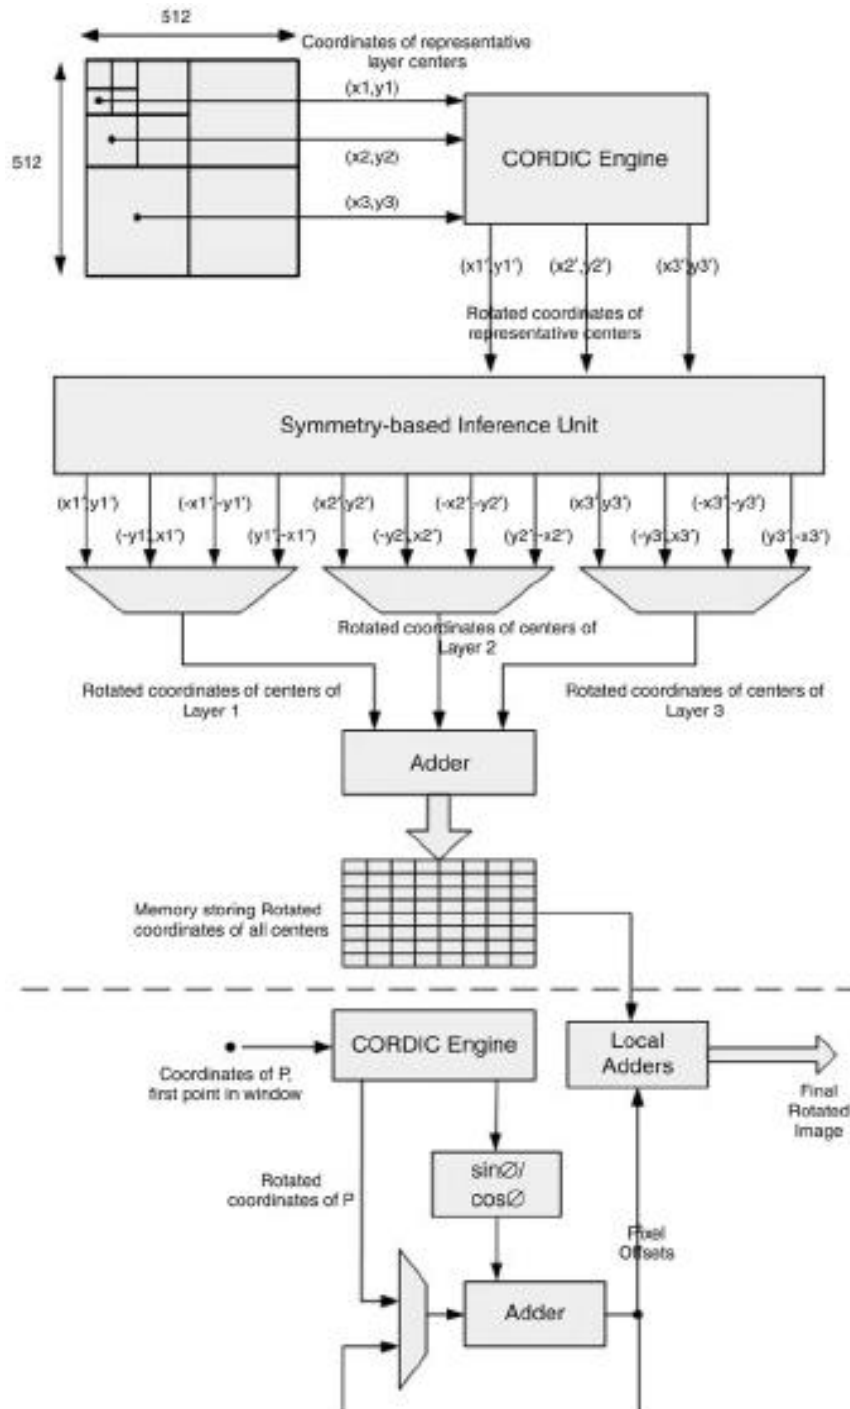 512
Coordinates of representative
layer centers
(x1,y1)
512
(x2,y2)
CORDIC Engine
(x3,y3)
(x1',y1')
(x2',y2')
(x3',y3')
Rotated coordinates of
representative centers
Symmetry-based Inference Unit
(x1',y1')
(-x1',-y1')
(x2',y2')
(-x2',-y2')
(x3',y3')
(-x3',-y3')
(-y1',x1')
(y1',-x1')
(-y2',x2')
(y2',-x2')
(-y3',x3')
(y3',-x3')
Rotated coordinates of centers of
Layer 2
Rotated coordinates of centers of
Layer 1
Rotated coordinates of centers of
Layer 3
Adder
Memory storing Rotated
coordinates of all centers
CORDIC Engine
Local
Adders
Coordinates of P,
first point in window
Final
Rotated
Image
sin∅/
cos∅
Rotated
coordinates of P
Pixel
Offsets
Adder